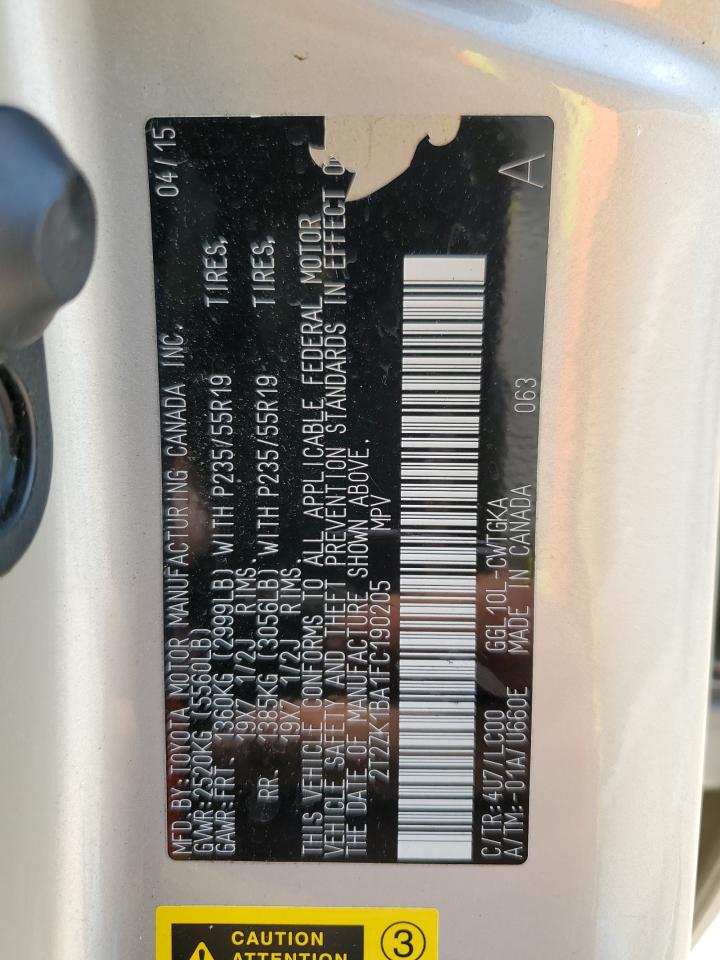 MFD.BY:TOYOTA MOTOR MANUFACTURING CANADA INC. 04/15
GVWR:2520KG (5560LB)
GAWR:FRT. 1360KG (2999LB) WITH P235/55R19 TIRES,
19X7 1/2J RIMS.
RR. 1385KG (3056LB) WITH P235/55R19 TIRES,
19X7 1/2J RIMS.
THIS VEHICLE CONFORMS TO ALL APPLICABLE FEDERAL MOTOR
VEHICLE SAFETY AND THEFT PREVENTION STANDARDS IN EFFECT
THE DATE OF MANUFACTURE SHOWN ABOVE.
2T2ZK1BA1FC190205 MPV
C/TR:4U7/LC00 GGL10L-CWTGKA
A/TM:-01A/U660E MADE IN CANADA 063 A
CAUTION
ATTENTION
3